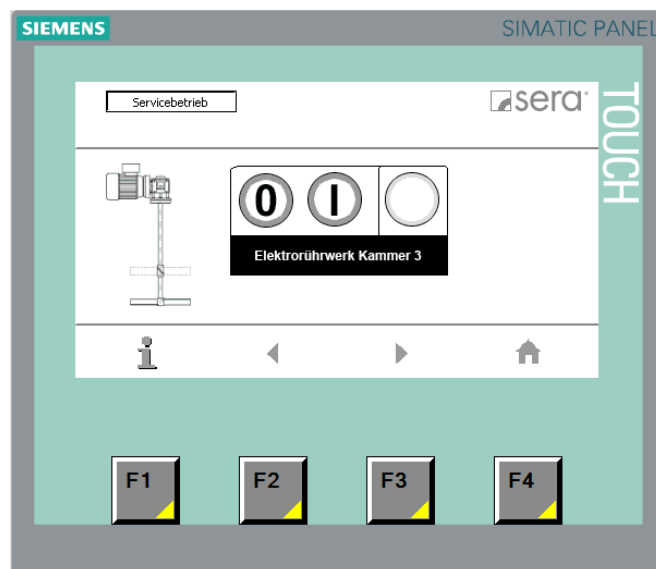 SIEMENS
SIMATIC PANEL
TOUCH
Servicebetrieb
sera
0 I
Elektrorührwerk Kammer 3
i
F1 F2 F3 F4